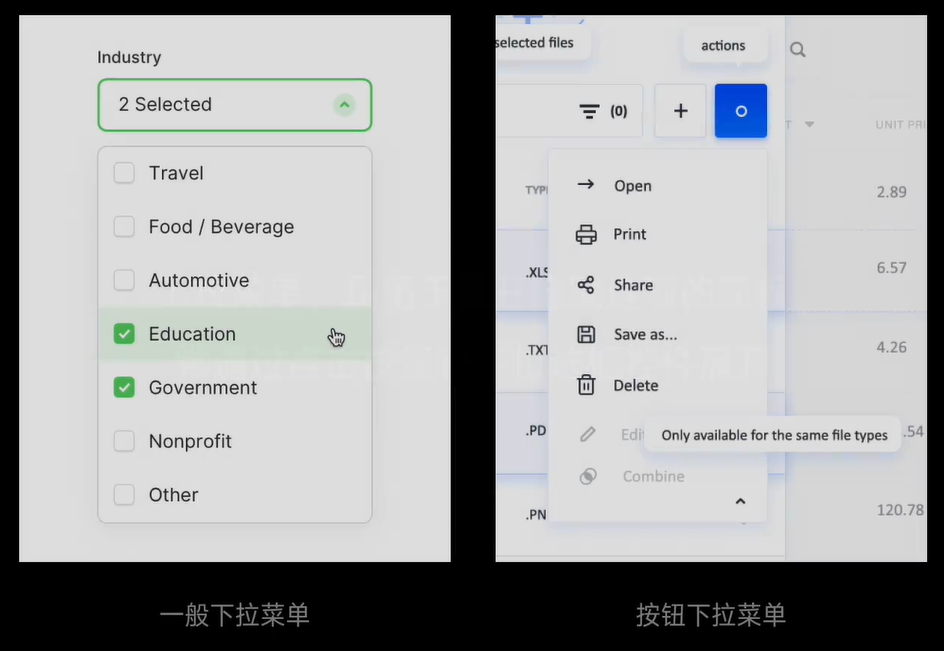 Industry
2 Selected
Travel
Food / Beverage
Automotive
Education
Government
Nonprofit
Other
一般下拉菜单
selected files
actions
(0)
UNIT PRI
Open
2.89
Print
.XLS
6.57
Share
Save as...
.TXT
4.26
Delete
.PD
Edi
Only available for the same file types
.54
Combine
.PN
120.78
按钮下拉菜单